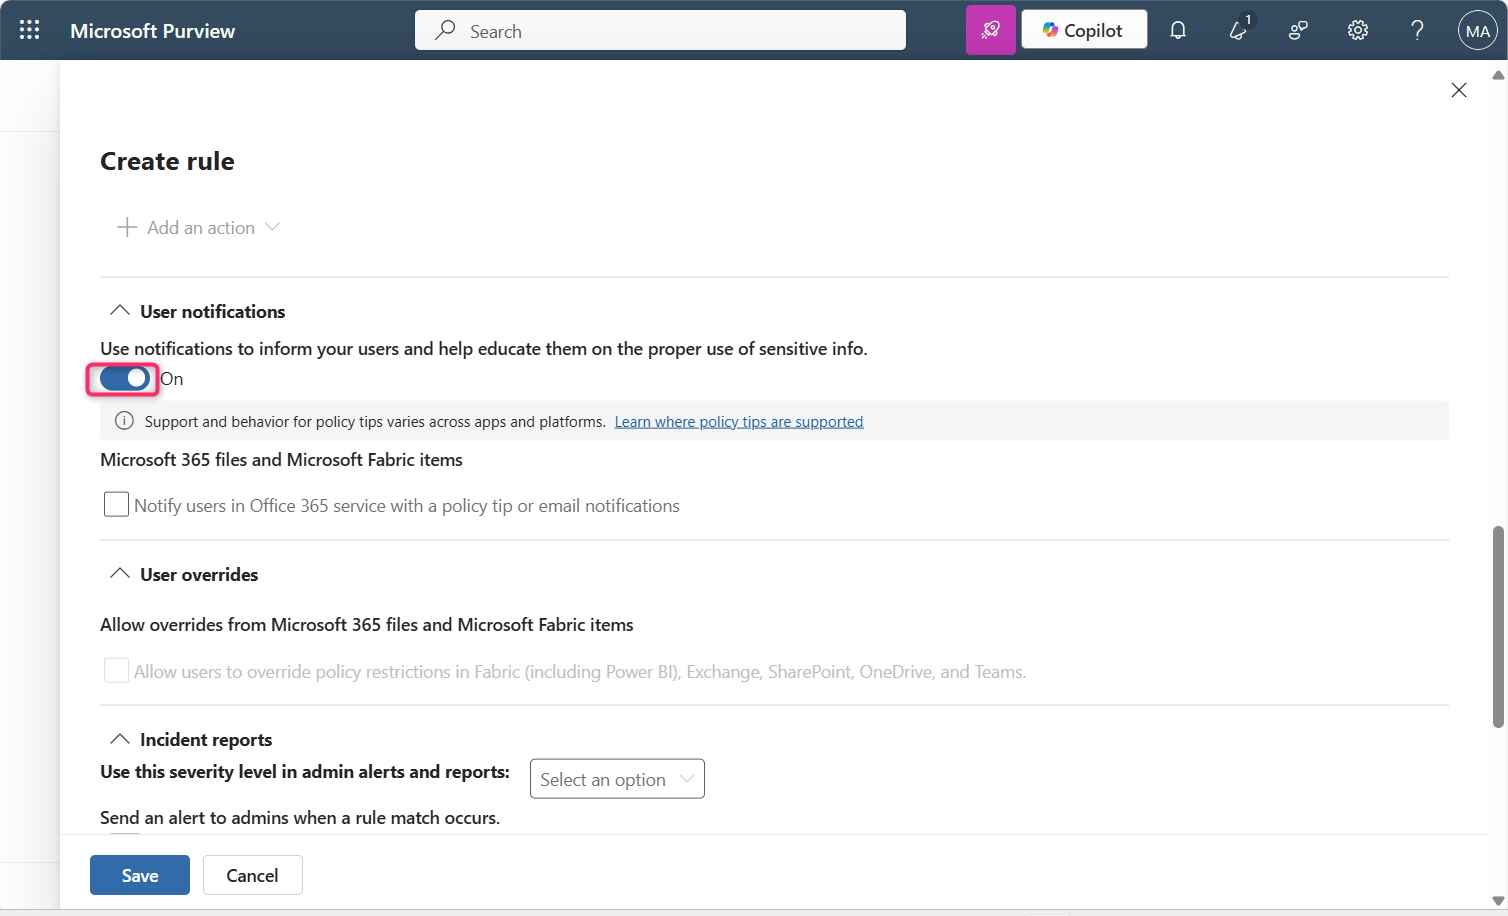 Microsoft Purview
Search
Copilot
1
MA
Create rule
Add an action
User notifications
Use notifications to inform your users and help educate them on the proper use of sensitive info.
On
Support and behavior for policy tips varies across apps and platforms. Learn where policy tips are supported
Microsoft 365 files and Microsoft Fabric items
Notify users in Office 365 service with a policy tip or email notifications
User overrides
Allow overrides from Microsoft 365 files and Microsoft Fabric items
Allow users to override policy restrictions in Fabric (including Power BI), Exchange, SharePoint, OneDrive, and Teams.
Incident reports
Use this severity level in admin alerts and reports: Select an option
Send an alert to admins when a rule match occurs.
Save Cancel